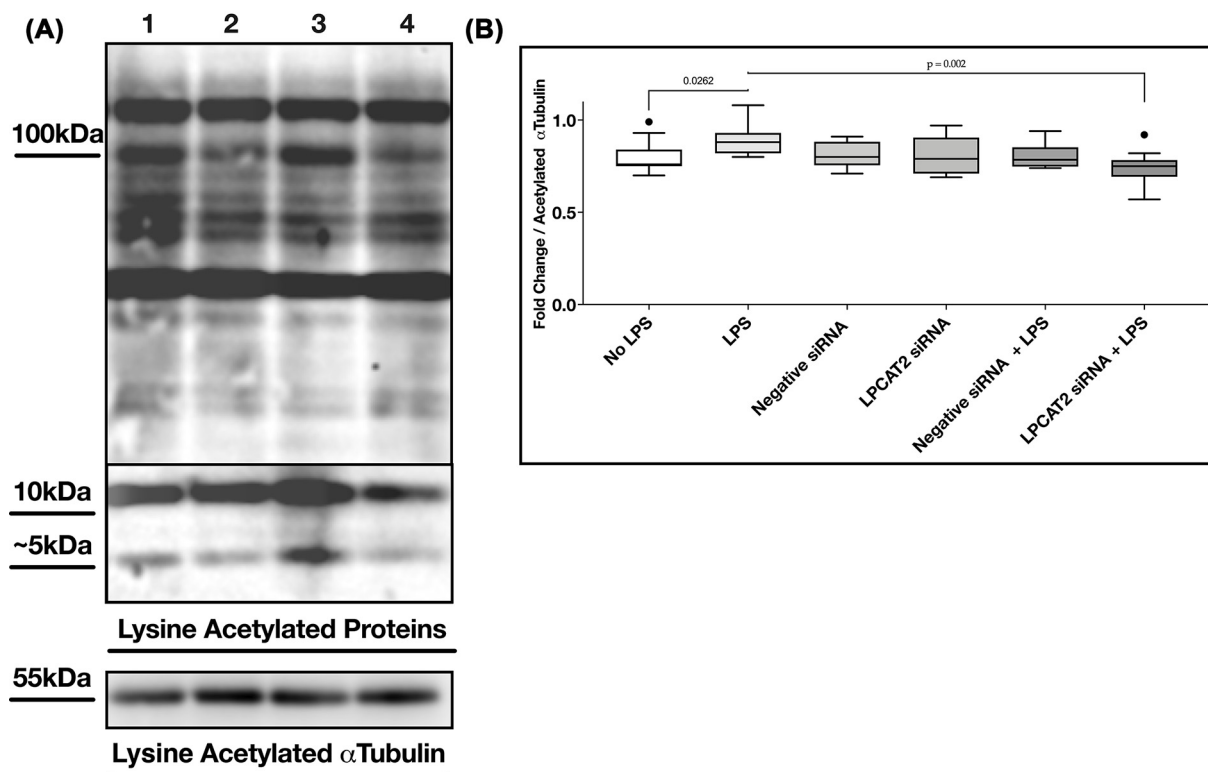 (A)
1 2 3 4
100kDa
10kDa
~5kDa
Lysine Acetylated Proteins
55kDa
Lysine Acetylated αTubulin
(B)
p = 0.002
0.0262
Fold Change / Acetylated αTubulin
1.0
0.5
0.0
No LPS
LPS
Negative siRNA
LPCAT2 siRNA
Negative siRNA + LPS
LPCAT2 siRNA + LPS